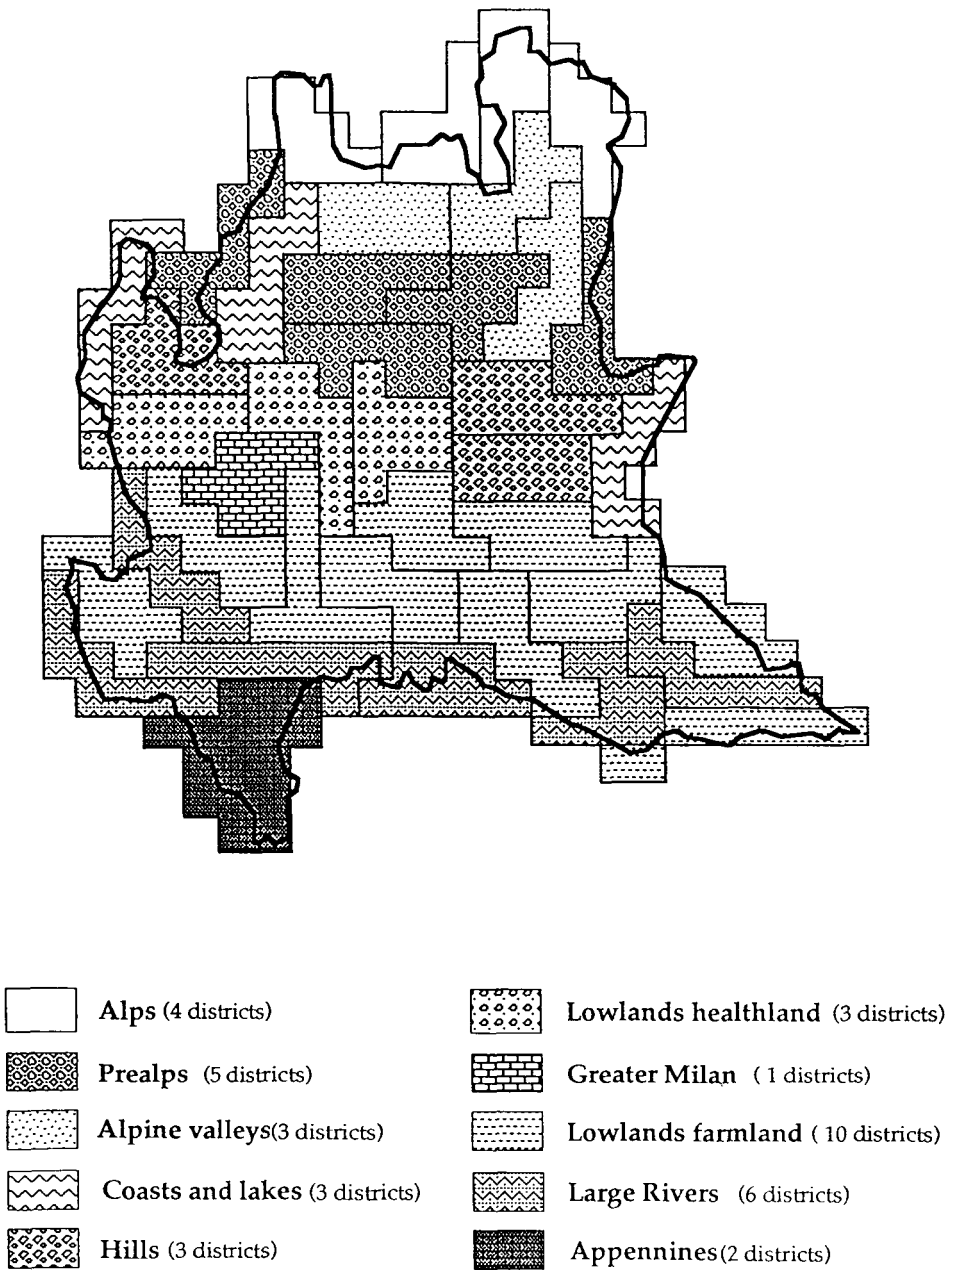 Alps (4 districts)
Prealps (5 districts)
Alpine valleys(3 districts)
Coasts and lakes (3 districts)
Hills (3 districts)
Lowlands healthland (3 districts)
Greater Milan ( 1 districts)
Lowlands farmland ( 10 districts)
Large Rivers (6 districts)
Appennines(2 districts)